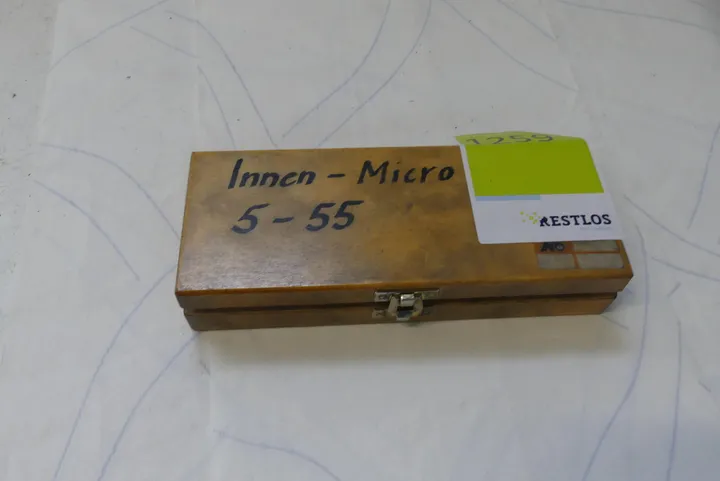 Innen - Micro
5 - 55
1259
RESTLOS